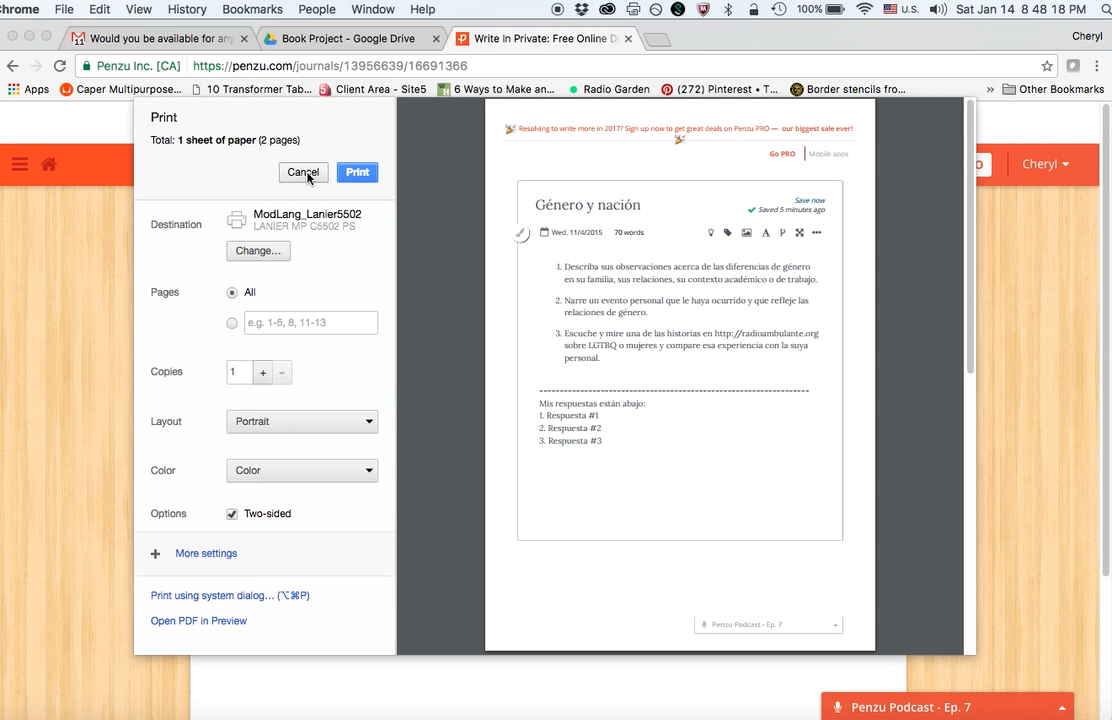 Chrome File Edit View History Bookmarks People Window Help 100% U.S. Sat Jan 14 8 48 18 PM
11 Would you be available for any
Book Project - Google Drive
Write In Private: Free Online Di
Cheryl
Penzu Inc. [CA] https://penzu.com/journals/13956639/16691366
Apps Caper Multipurpose... 10 Transformer Tab... Client Area - Site5 6 Ways to Make an... Radio Garden (272) Pinterest • T... Border stencils fro... » Other Bookmarks
Print
Total: 1 sheet of paper (2 pages)
Cancel Print
Destination
ModLang_Lanier5502
LANIER MP C5502 PS
Change...
Pages
All
e.g. 1-5, 8, 11-13
Copies
1 + -
Layout
Portrait
Color
Color
Options
Two-sided
+ More settings
Print using system dialog... (⌥⌘P)
Open PDF in Preview
Resolving to write more in 2017? Sign up now to get great deals on Penzu PRO — our biggest sale ever!
Go PRO Mobile apps
Género y nación
Save now
Saved 5 minutes ago
Wed. 11/4/2015 70 words
1. Describa sus observaciones acerca de las diferencias de género
en su familia, sus relaciones, su contexto académico o de trabajo.
2. Narre un evento personal que le haya ocurrido y que refleje las
relaciones de género.
3. Escuche y mire una de las historias en http://radioambulante.org
sobre LGTBQ o mujeres y compare esa experiencia con la suya
personal.
-------------------------------------------------------------------
Mis respuestas están abajo:
1. Respuesta #1
2. Respuesta #2
3. Respuesta #3
Penzu Podcast - Ep. 7
O
Cheryl
Penzu Podcast - Ep. 7